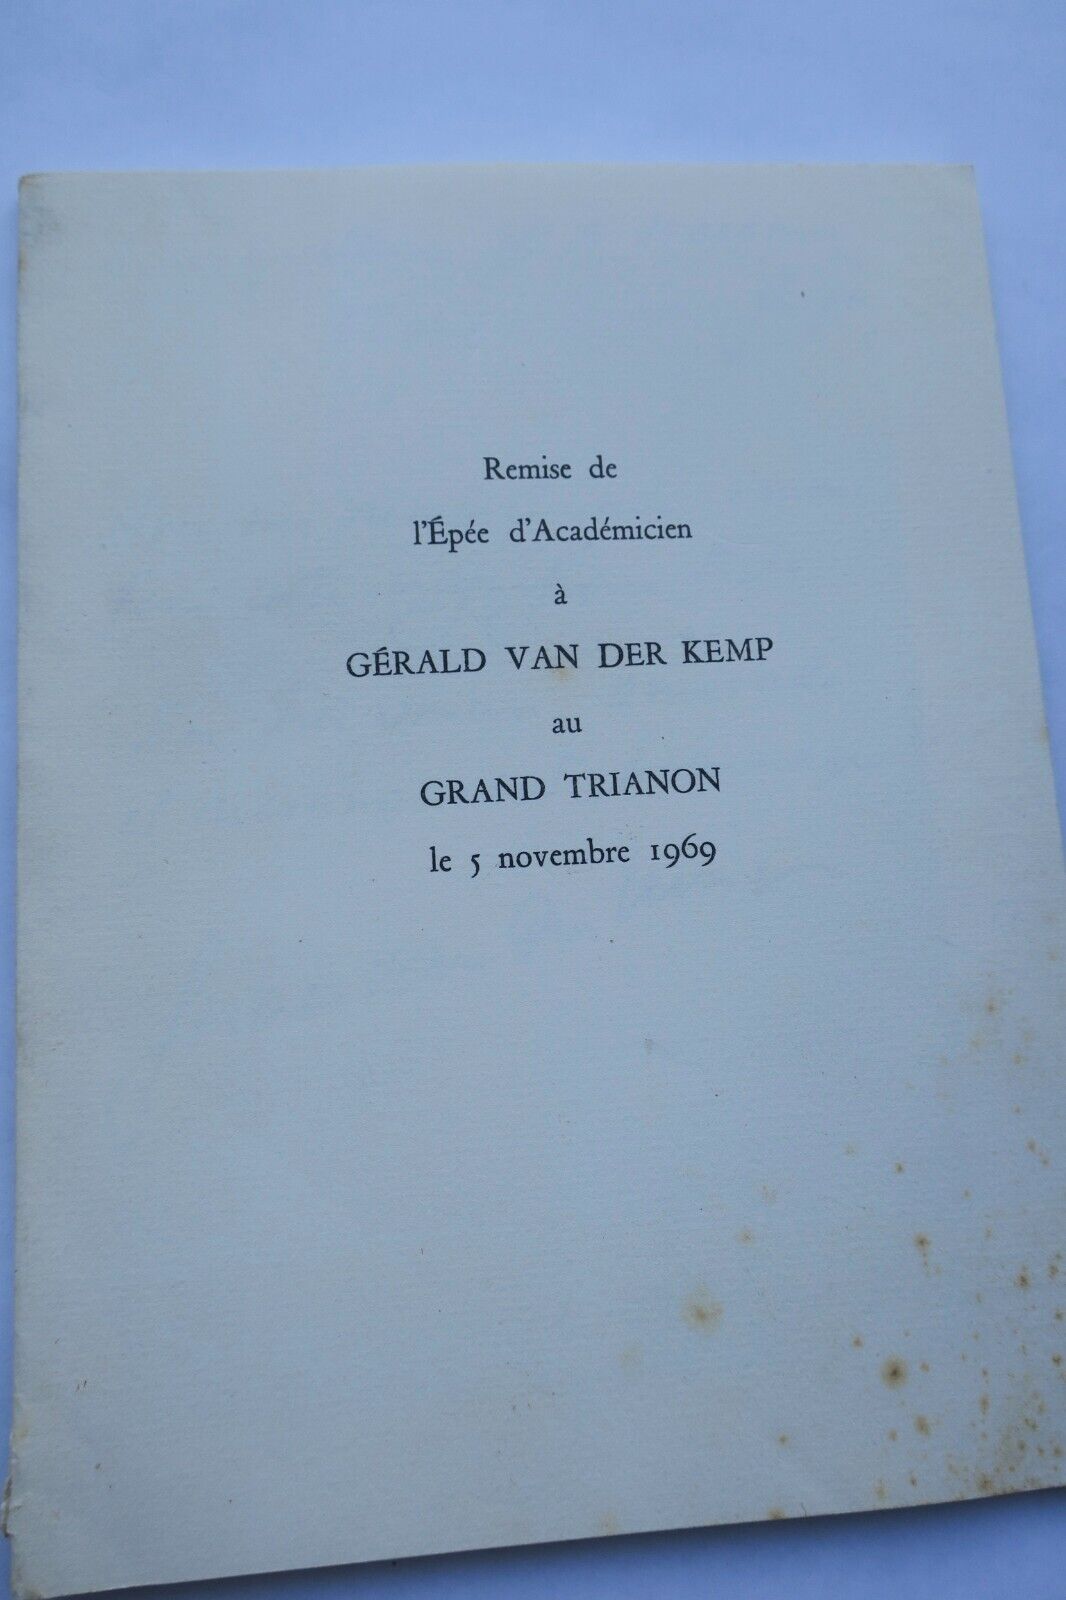 Remise de
l'Épée d'Académicien
à
GÉRALD VAN DER KEMP
au
GRAND TRIANON
le 5 novembre 1969